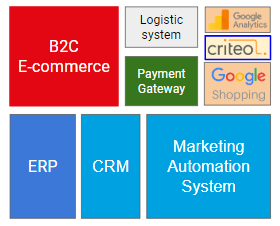 B2C
E-commerce
Logistic
system
Payment
Gateway
Google
Analytics
criteo.
Google
Shopping
ERP
CRM
Marketing
Automation
System